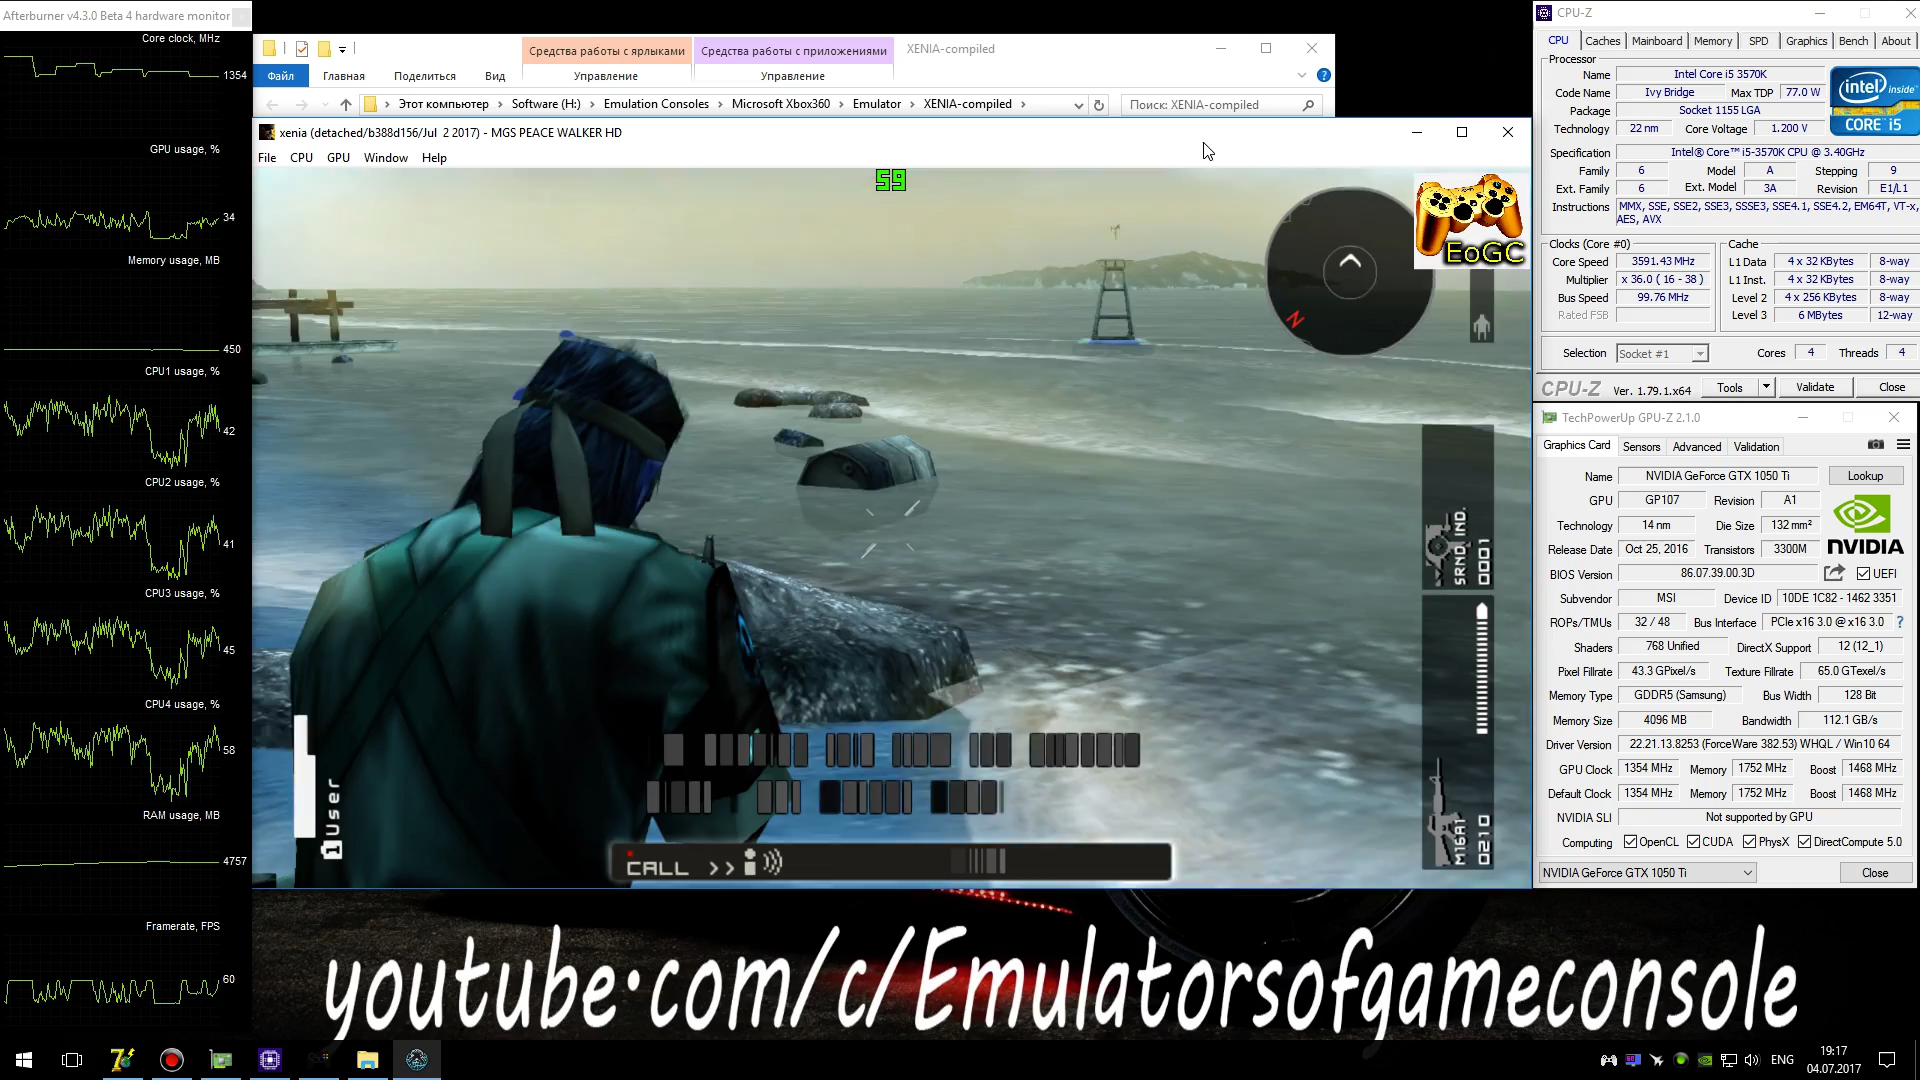 Afterburner v4.3.0 Beta 4 hardware monitor
Core clock, MHz
1354
GPU usage, %
34
Memory usage, MB
450
CPU1 usage, %
42
CPU2 usage, %
41
CPU3 usage, %
45
CPU4 usage, %
58
RAM usage, MB
4757
Framerate, FPS
60
Средства работы с ярлыками
Средства работы с приложениями
XENIA-compiled
Файл
Главная
Поделиться
Вид
Управление
Управление
Этот компьютер
Software (H:)
Emulation Consoles
Microsoft Xbox360
Emulator
XENIA-compiled
Поиск: XENIA-compiled
xenia (detached/b388d156/Jul 2 2017) - MGS PEACE WALKER HD
File CPU GPU Window Help
59
EoGC
N
SRND IND.
0001
M16A1
0210
1User
CALL >>
CPU-Z
CPU Caches Mainboard Memory SPD Graphics Bench About
Processor
Name Intel Core i5 3570K
Code Name Ivy Bridge Max TDP 77.0 W
Package Socket 1155 LGA
Technology 22 nm Core Voltage 1.200 V
intel inside
CORE i5
Specification Intel® Core™ i5-3570K CPU @ 3.40GHz
Family 6 Model A Stepping 9
Ext. Family 6 Ext. Model 3A Revision E1/L1
Instructions MMX, SSE, SSE2, SSE3, SSSE3, SSE4.1, SSE4.2, EM64T, VT-x,
AES, AVX
Clocks (Core #0)
Core Speed 3591.43 MHz
Multiplier x 36.0 ( 16 - 38 )
Bus Speed 99.76 MHz
Rated FSB
Cache
L1 Data 4 x 32 KBytes 8-way
L1 Inst. 4 x 32 KBytes 8-way
Level 2 4 x 256 KBytes 8-way
Level 3 6 MBytes 12-way
Selection Socket #1 Cores 4 Threads 4
CPU-Z Ver. 1.79.1.x64 Tools Validate Close
TechPowerUp GPU-Z 2.1.0
Graphics Card Sensors Advanced Validation
Name NVIDIA GeForce GTX 1050 Ti Lookup
GPU GP107 Revision A1
Technology 14 nm Die Size 132 mm²
Release Date Oct 25, 2016 Transistors 3300M
NVIDIA
BIOS Version 86.07.39.00.3D UEFI
Subvendor MSI Device ID 10DE 1C82 - 1462 3351
ROPs/TMUs 32 / 48 Bus Interface PCIe x16 3.0 @ x16 3.0 ?
Shaders 768 Unified DirectX Support 12 (12_1)
Pixel Fillrate 43.3 GPixel/s Texture Fillrate 65.0 GTexel/s
Memory Type GDDR5 (Samsung) Bus Width 128 Bit
Memory Size 4096 MB Bandwidth 112.1 GB/s
Driver Version 22.21.13.8253 (ForceWare 382.53) WHQL / Win10 64
GPU Clock 1354 MHz Memory 1752 MHz Boost 1468 MHz
Default Clock 1354 MHz Memory 1752 MHz Boost 1468 MHz
NVIDIA SLI Not supported by GPU
Computing OpenCL CUDA PhysX DirectCompute 5.0
NVIDIA GeForce GTX 1050 Ti Close
youtube.com/c/Emulatorsofgameconsole
ENG
19:17
04.07.2017